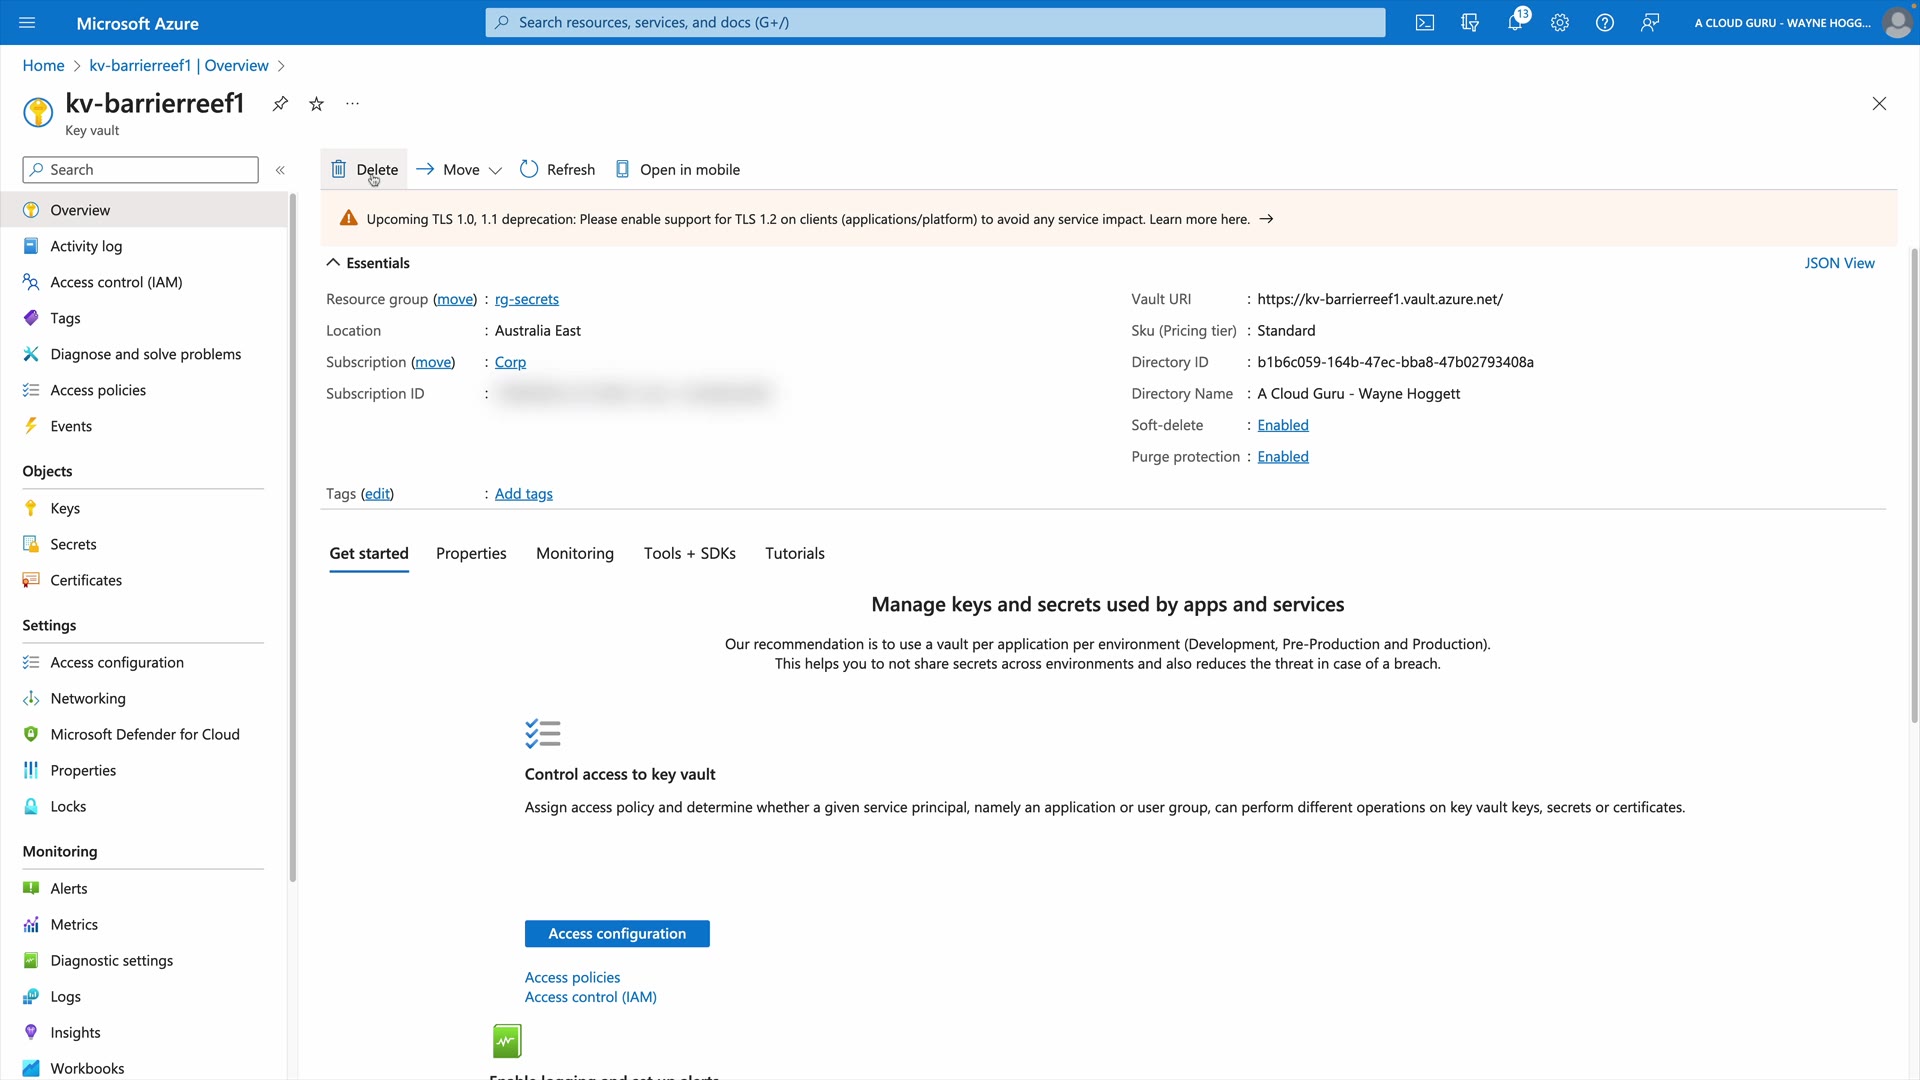 Microsoft Azure
Search resources, services, and docs (G+/)
13
A CLOUD GURU - WAYNE HOGG...
Home > kv-barrierreef1 | Overview >
kv-barrierreef1
Key vault
Search
Delete
Move
Refresh
Open in mobile
Upcoming TLS 1.0, 1.1 deprecation: Please enable support for TLS 1.2 on clients (applications/platform) to avoid any service impact. Learn more here. →
Essentials
JSON View
Resource group (move) : rg-secrets
Location : Australia East
Subscription (move) : Corp
Subscription ID :
Vault URI : https://kv-barrierreef1.vault.azure.net/
Sku (Pricing tier) : Standard
Directory ID : b1b6c059-164b-47ec-bba8-47b02793408a
Directory Name : A Cloud Guru - Wayne Hoggett
Soft-delete : Enabled
Purge protection : Enabled
Tags (edit) : Add tags
Overview
Activity log
Access control (IAM)
Tags
Diagnose and solve problems
Access policies
Events
Objects
Keys
Secrets
Certificates
Settings
Access configuration
Networking
Microsoft Defender for Cloud
Properties
Locks
Monitoring
Alerts
Metrics
Diagnostic settings
Logs
Insights
Workbooks
Get started
Properties
Monitoring
Tools + SDKs
Tutorials
Manage keys and secrets used by apps and services
Our recommendation is to use a vault per application per environment (Development, Pre-Production and Production).
This helps you to not share secrets across environments and also reduces the threat in case of a breach.
Control access to key vault
Assign access policy and determine whether a given service principal, namely an application or user group, can perform different operations on key vault keys, secrets or certificates.
Access configuration
Access policies
Access control (IAM)
Enable logging and set up alerts